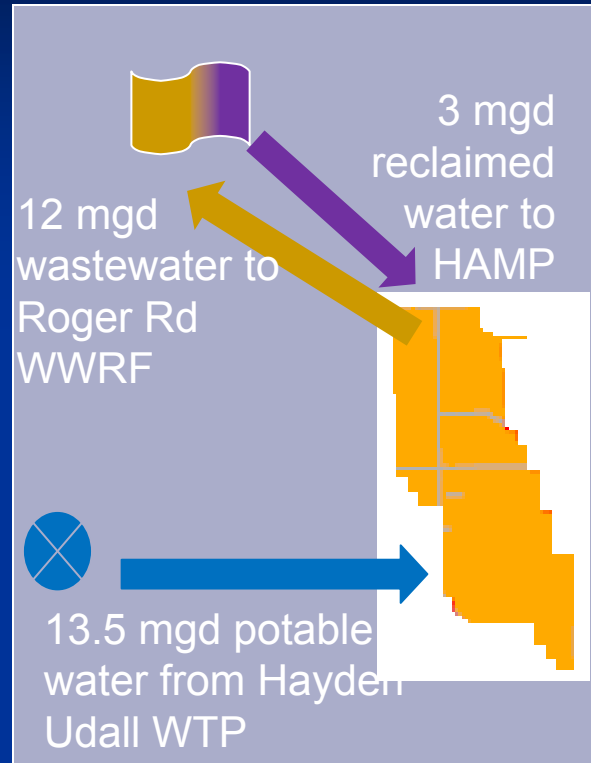 3 mgd
reclaimed
water to
HAMP
12 mgd
wastewater to
Roger Rd
WWRF
13.5 mgd potable
water from Hayden
Udall WTP